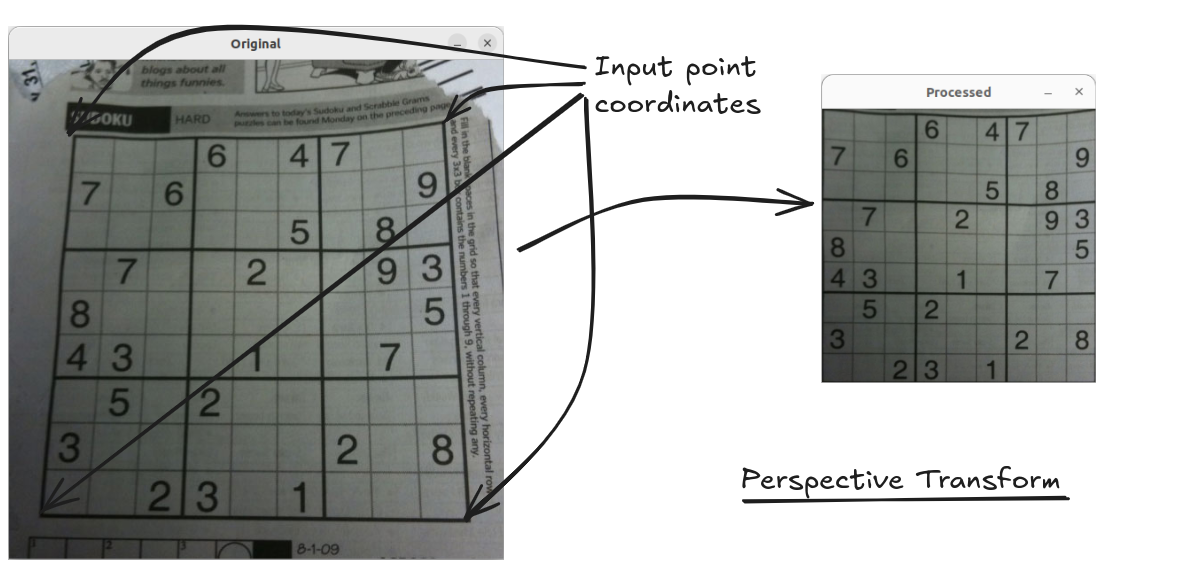 Original
blogs about all
things funnies.
SUDOKU HARD
Answers to today's Sudoku and Scrabble Grams
puzzles can be found Monday on the preceding page
6 4 7
7 6 9
5 8
7 2 9 3
8 5
4 3 1 7
5 2
3 2 8
2 3 1
Fill in the blank spaces in the grid so that every vertical column, every horizontal row
and every 3x3 box contains the numbers 1 through 9, without repeating any.
1 2 3
8-1-09
Input point
coordinates
Processed
6 4 7
7 6 9
5 8
7 2 9 3
8 5
4 3 1 7
5 2
3 2 8
2 3 1
Perspective Transform